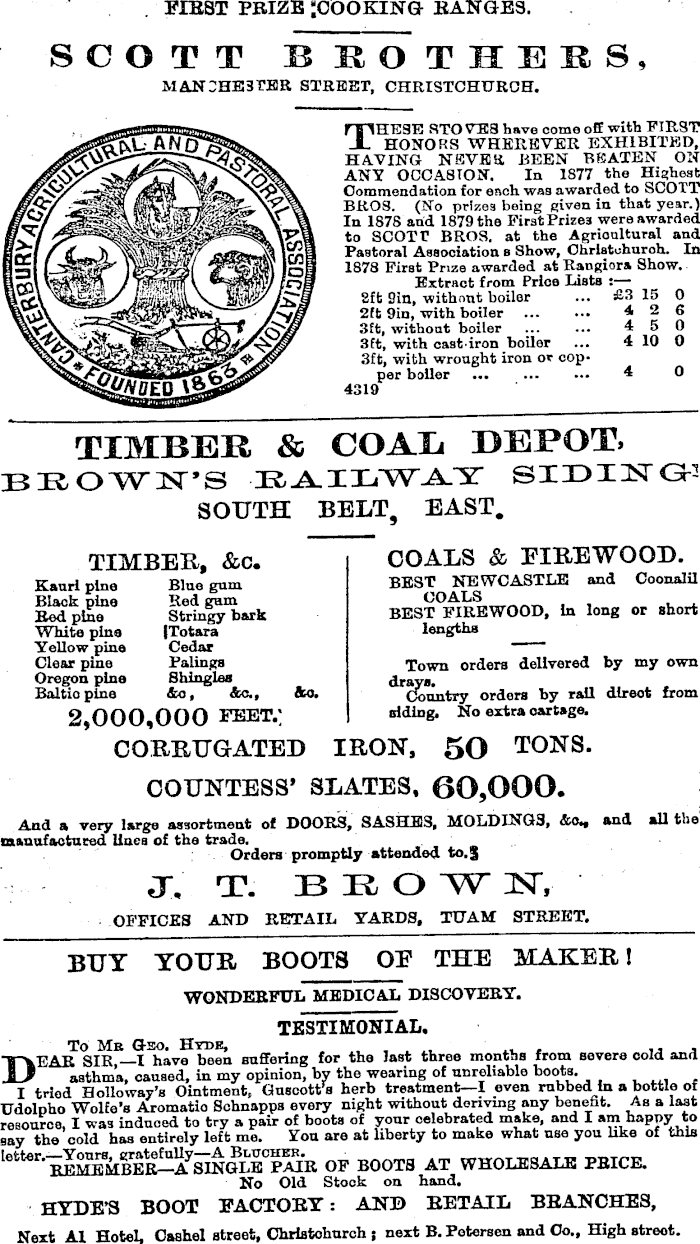 FIRST PRIZE COOKING RANGES.
SCOTT BROTHERS,
MANCHESTER STREET, CHRISTCHURCH.
CANTERBURY AGRICULTURAL AND PASTORAL ASSOCIATION
* FOUNDED 1863 *
THESE STOVES have come off with FIRST
HONORS WHEREVER EXHIBITED,
HAVING NEVER BEEN BEATEN ON
ANY OCCASION. In 1877 the Highest
Commendation for each was awarded to SCOTT
BROS. (No prizes being given in that year.)
In 1878 and 1879 the First Prizes were awarded
to SCOTT BROS. at the Agricultural and
Pastoral Association s Show, Christchurch. In
1878 First Prize awarded at Rangiora Show.
Extract from Price Lists :—
2ft 9in, without boiler ... £3 15 0
2ft 9in, with boiler ... ... 4 2 6
3ft, without boiler ... ... 4 5 0
3ft, with cast-iron boiler ... 4 10 0
3ft, with wrought iron or cop-
per boiler ... ... ... 4 0
4319
TIMBER & COAL DEPOT,
BROWN'S RAILWAY SIDING
SOUTH BELT, EAST.
TIMBER, &c.
Kauri pine Blue gum
Black pine Red gum
Red pine Stringy bark
White pine Totara
Yellow pine Cedar
Clear pine Palings
Oregon pine Shingles
Baltic pine &c, &c., &c.
2,000,000 FEET.
COALS & FIREWOOD.
BEST NEWCASTLE and Coonalil
COALS
BEST FIREWOOD, in long or short
lengths
Town orders delivered by my own
drays.
Country orders by rail direct from
siding. No extra cartage.
CORRUGATED IRON, 50 TONS.
COUNTESS' SLATES, 60,000.
And a very large assortment of DOORS, SASHES, MOLDINGS, &c., and all the
manufactured lines of the trade.
Orders promptly attended to.
J. T. BROWN,
OFFICES AND RETAIL YARDS, TUAM STREET.
BUY YOUR BOOTS OF THE MAKER!
WONDERFUL MEDICAL DISCOVERY.
TESTIMONIAL.
To Mr Geo. Hyde,
DEAR SIR,—I have been suffering for the last three months from severe cold and
asthma, caused, in my opinion, by the wearing of unreliable boots.
I tried Holloway's Ointment, Guscott's herb treatment—I even rubbed in a bottle of
Udolpho Wolfe's Aromatic Schnapps every night without deriving any benefit. As a last
resource, I was induced to try a pair of boots of your celebrated make, and I am happy to
say the cold has entirely left me. You are at liberty to make what use you like of this
letter.—Yours, gratefully—A Blucher.
REMEMBER—A SINGLE PAIR OF BOOTS AT WHOLESALE PRICE.
No Old Stock on hand.
HYDE'S BOOT FACTORY: AND RETAIL BRANCHES,
Next A1 Hotel, Cashel street, Christchurch; next B. Petersen and Co., High street.